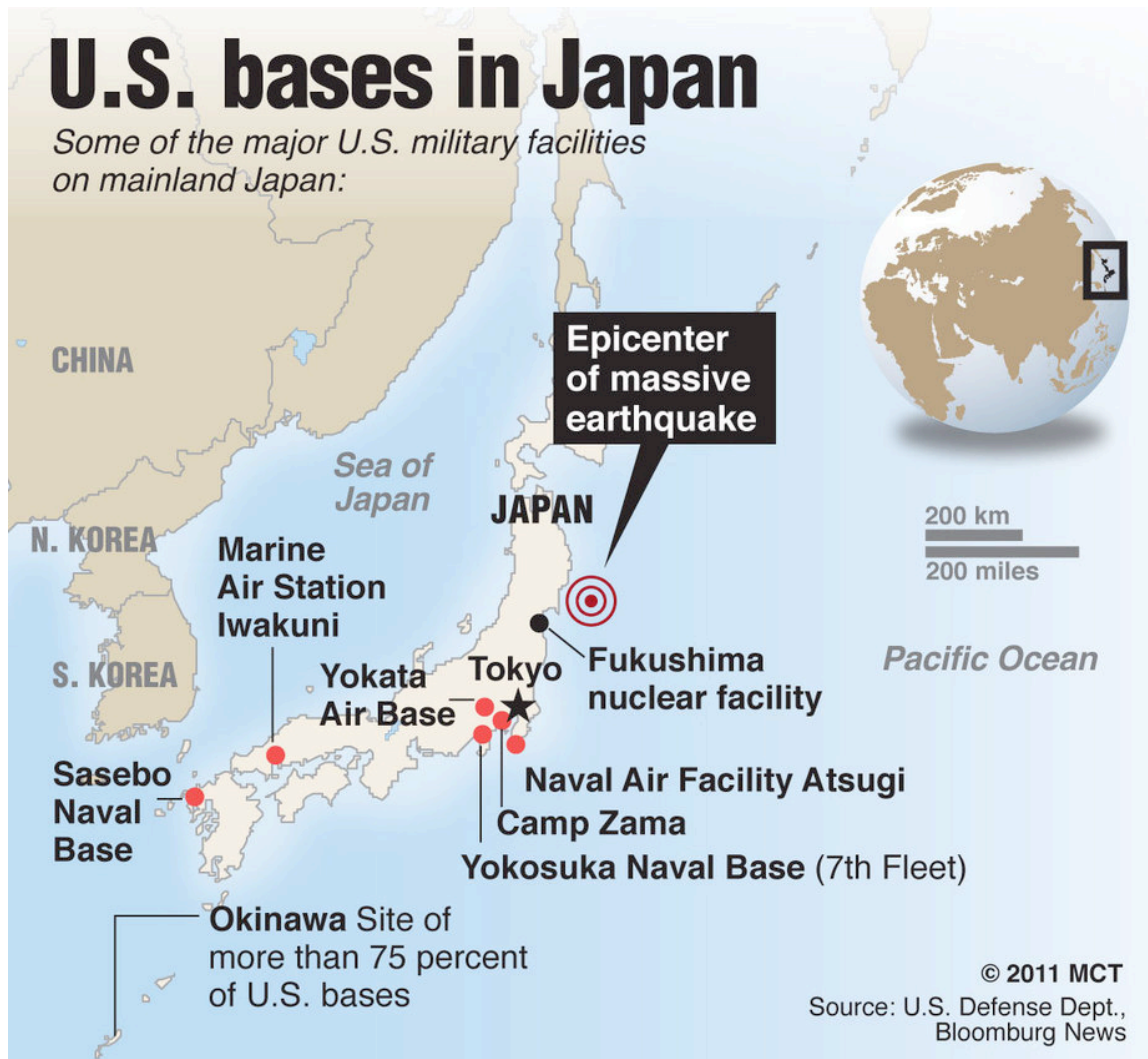 U.S. bases in Japan
Some of the major U.S. military facilities
on mainland Japan:
CHINA
Epicenter
of massive
earthquake
Sea of
Japan
JAPAN
200 km
200 miles
N. KOREA
Marine
Air Station
Iwakuni
S. KOREA
Yokata
Air Base
Tokyo
Fukushima
nuclear facility
Pacific Ocean
Sasebo
Naval
Base
Naval Air Facility Atsugi
Camp Zama
Yokosuka Naval Base (7th Fleet)
Okinawa Site of
more than 75 percent
of U.S. bases
© 2011 MCT
Source: U.S. Defense Dept.,
Bloomburg News